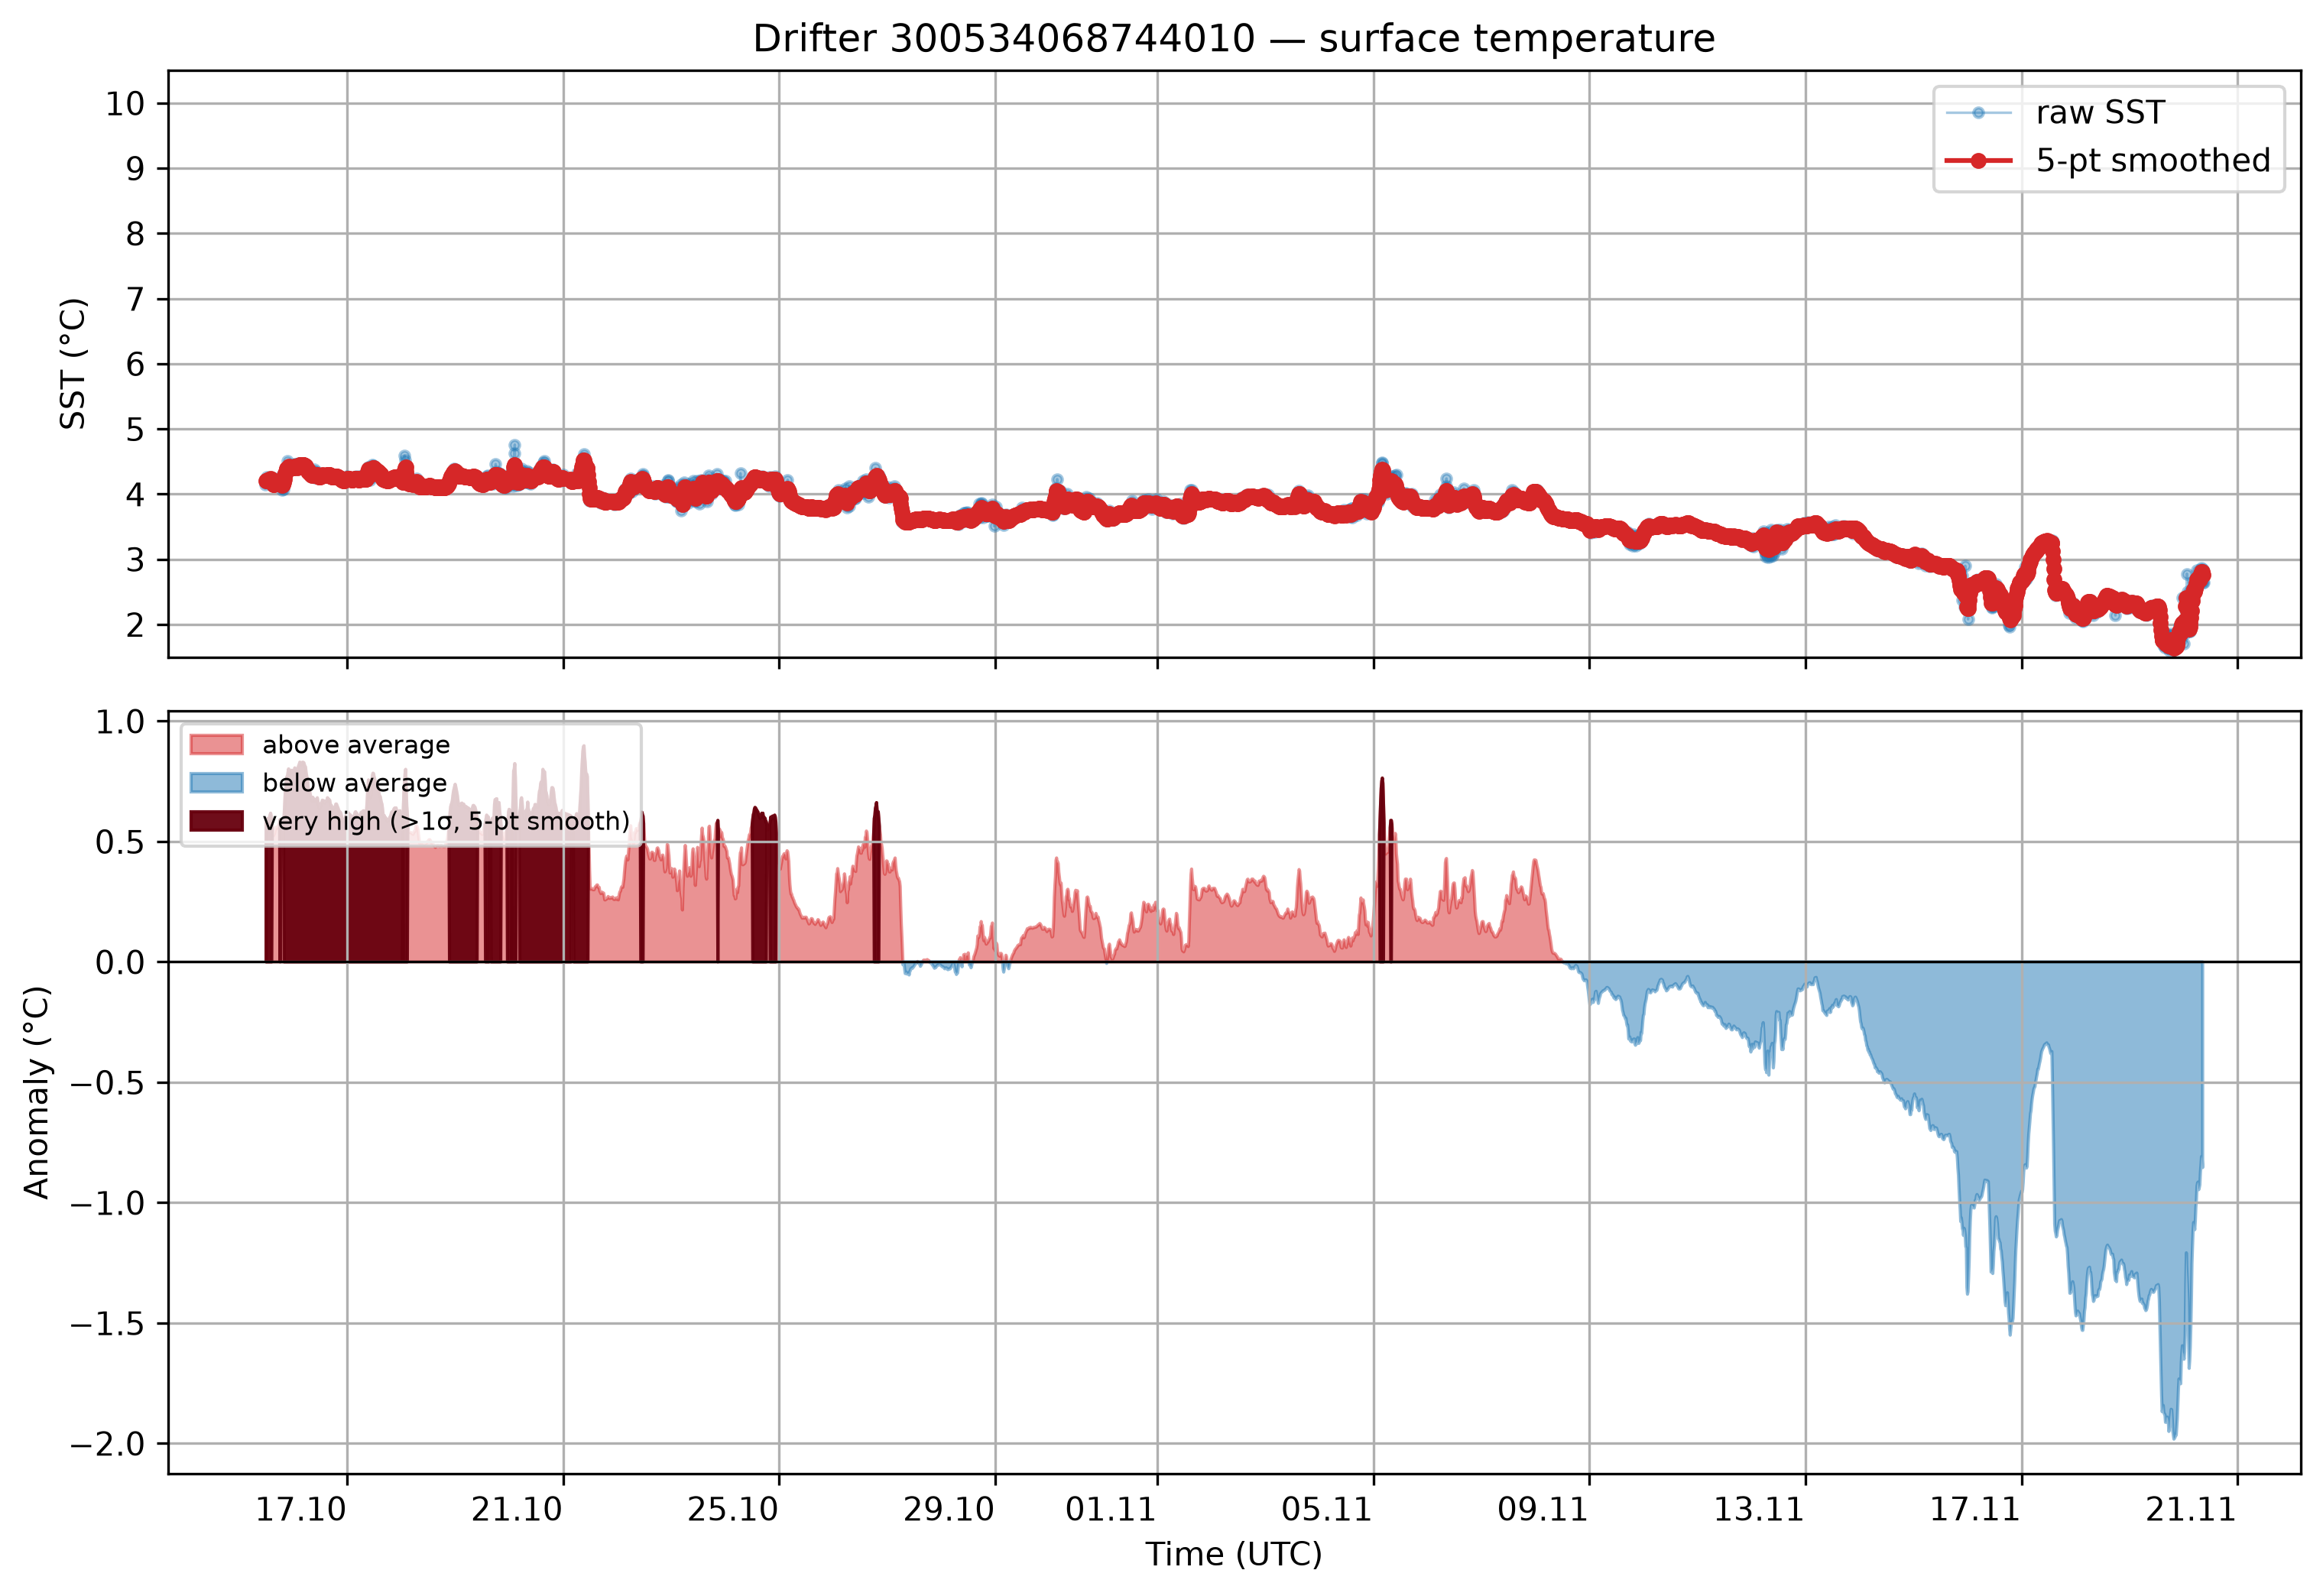 Drifter 300534068744010 — surface temperature
10
9
8
7
6
5
4
3
2
SST (°C)
raw SST
5-pt smoothed
1.0
0.5
0.0
−0.5
−1.0
−1.5
−2.0
Anomaly (°C)
above average
below average
very high (>1σ, 5-pt smooth)
17.10
21.10
25.10
29.10
01.11
05.11
09.11
13.11
17.11
21.11
Time (UTC)